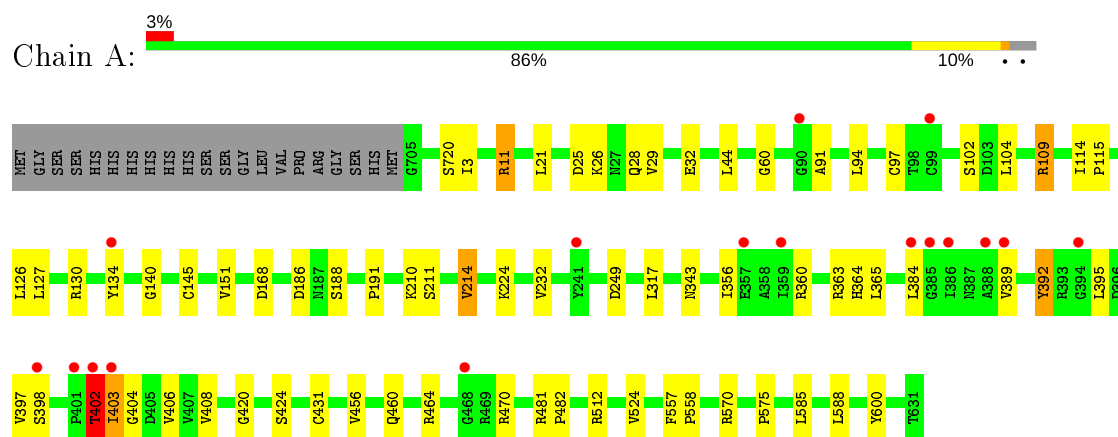 3%
Chain A:
86% 10% • •
MET GLY SER SER HIS HIS HIS HIS HIS HIS SER SER GLY LEU VAL PRO ARG GLY SER HIS MET G705 S720 I3 R11 L21 D25 K26 N27 Q28 V29 E32 L44 G60 G90 A91 L94 C97 T98 C99 S102 D103 L104 R109 I114 P115
L126 L127 R130 Y134 G140 C145 V151 D168 D186 N187 S188 P191 K210 S211 V214 K224 V232 Y241 D249 L317 N343 I356 E357 A358 I359 R360 R363 H364 L365 L384 G385 I386 N387 A388 V389 Y392 R393 G394 L395 D396
V397 S398 P401 T402 I403 G404 D405 V406 V407 V408 G420 S424 C431 V456 Q460 R464 G468 R469 R470 R481 P482 R512 V524 F557 P558 R570 P575 L585 L588 Y600 T631